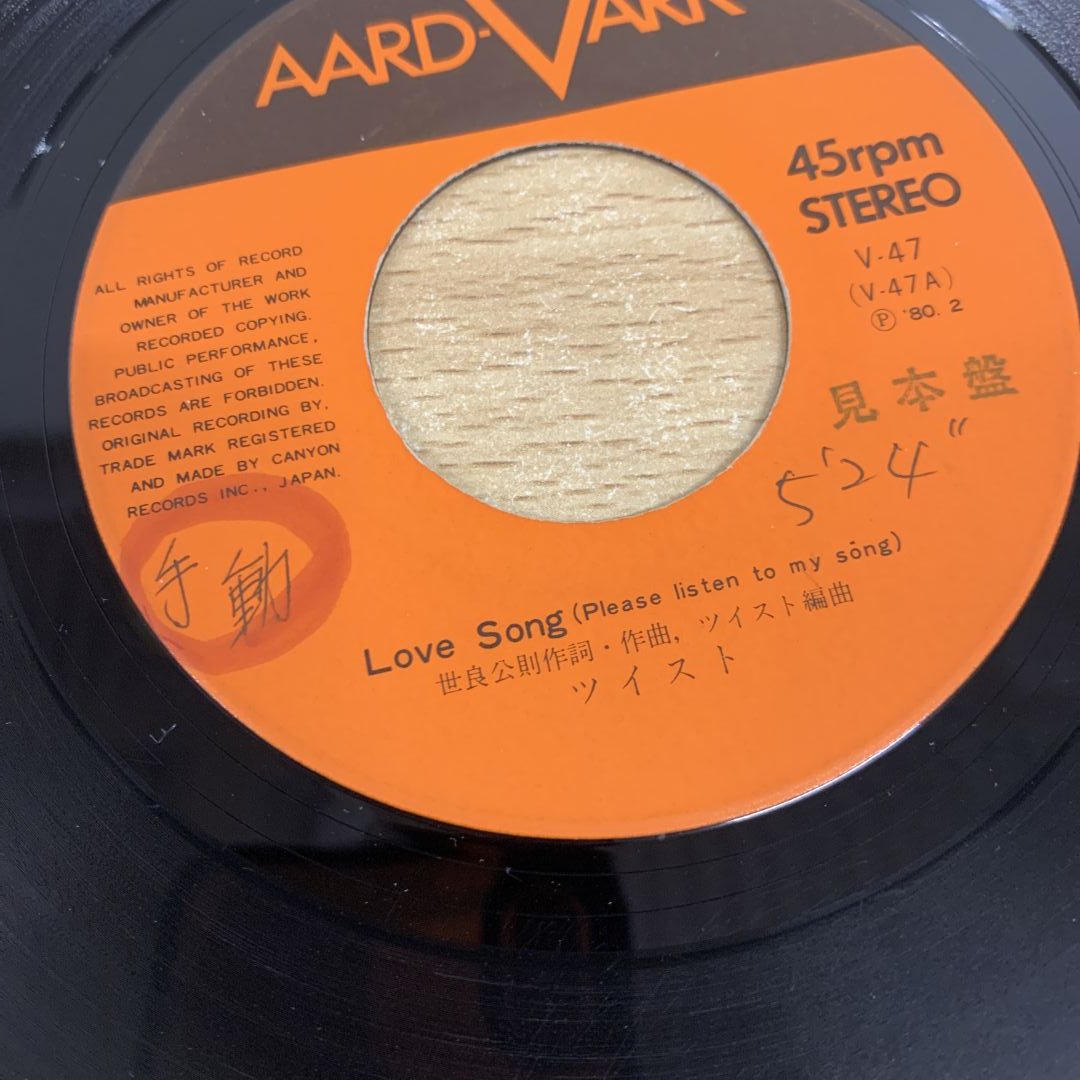 AARD-VARK
45rpm
STEREO
V-47
(V-47A)
Ⓟ '80. 2
見本盤
5'24"
ALL RIGHTS OF RECORD
MANUFACTURER AND
OWNER OF THE WORK
RECORDED COPYING.
PUBLIC PERFORMANCE,
BROADCASTING OF THESE
RECORDS ARE FORBIDDEN.
ORIGINAL RECORDING BY,
TRADE MARK REGISTERED
AND MADE BY CANYON
RECORDS INC., JAPAN.
手動
Love Song (Please listen to my song)
世良公則作詞・作曲, ツイスト編曲
ツイスト